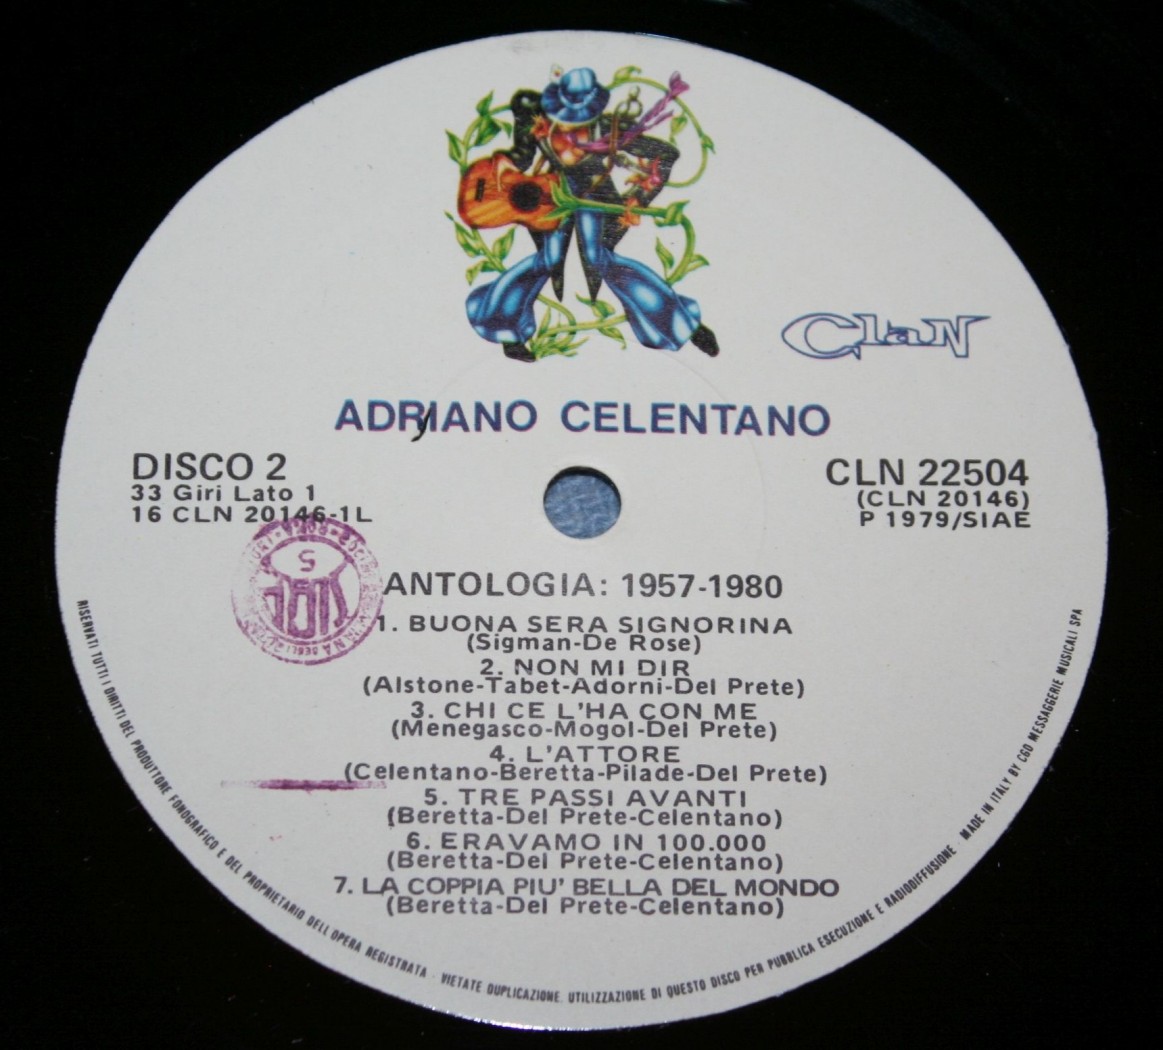 ClaN
ADRIANO CELENTANO
DISCO 2
33 Giri Lato 1
16 CLN 20146-1L
CLN 22504
(CLN 20146)
P 1979/SIAE
ANTOLOGIA: 1957-1980
1. BUONA SERA SIGNORINA
(Sigman-De Rose)
2. NON MI DIR
(Alstone-Tabet-Adorni-Del Prete)
3. CHI CE L'HA CON ME
(Menegasco-Mogol-Del Prete)
4. L'ATTORE
(Celentano-Beretta-Pilade-Del Prete)
5. TRE PASSI AVANTI
(Beretta-Del Prete-Celentano)
6. ERAVAMO IN 100.000
(Beretta-Del Prete-Celentano)
7. LA COPPIA PIU' BELLA DEL MONDO
(Beretta-Del Prete-Celentano)
RISERVATI TUTTI I DIRITTI DEL PRODUTTORE FONOGRAFICO E DEL PROPRIETARIO DELL'OPERA REGISTRATA - VIETATE DUPLICAZIONE. UTILIZZAZIONE DI QUESTO DISCO PER PUBBLICA ESECUZIONE E RADIODIFFUSIONE - MADE IN ITALY BY CGD MESSAGGERIE MUSICALI SPA
SIAE
5